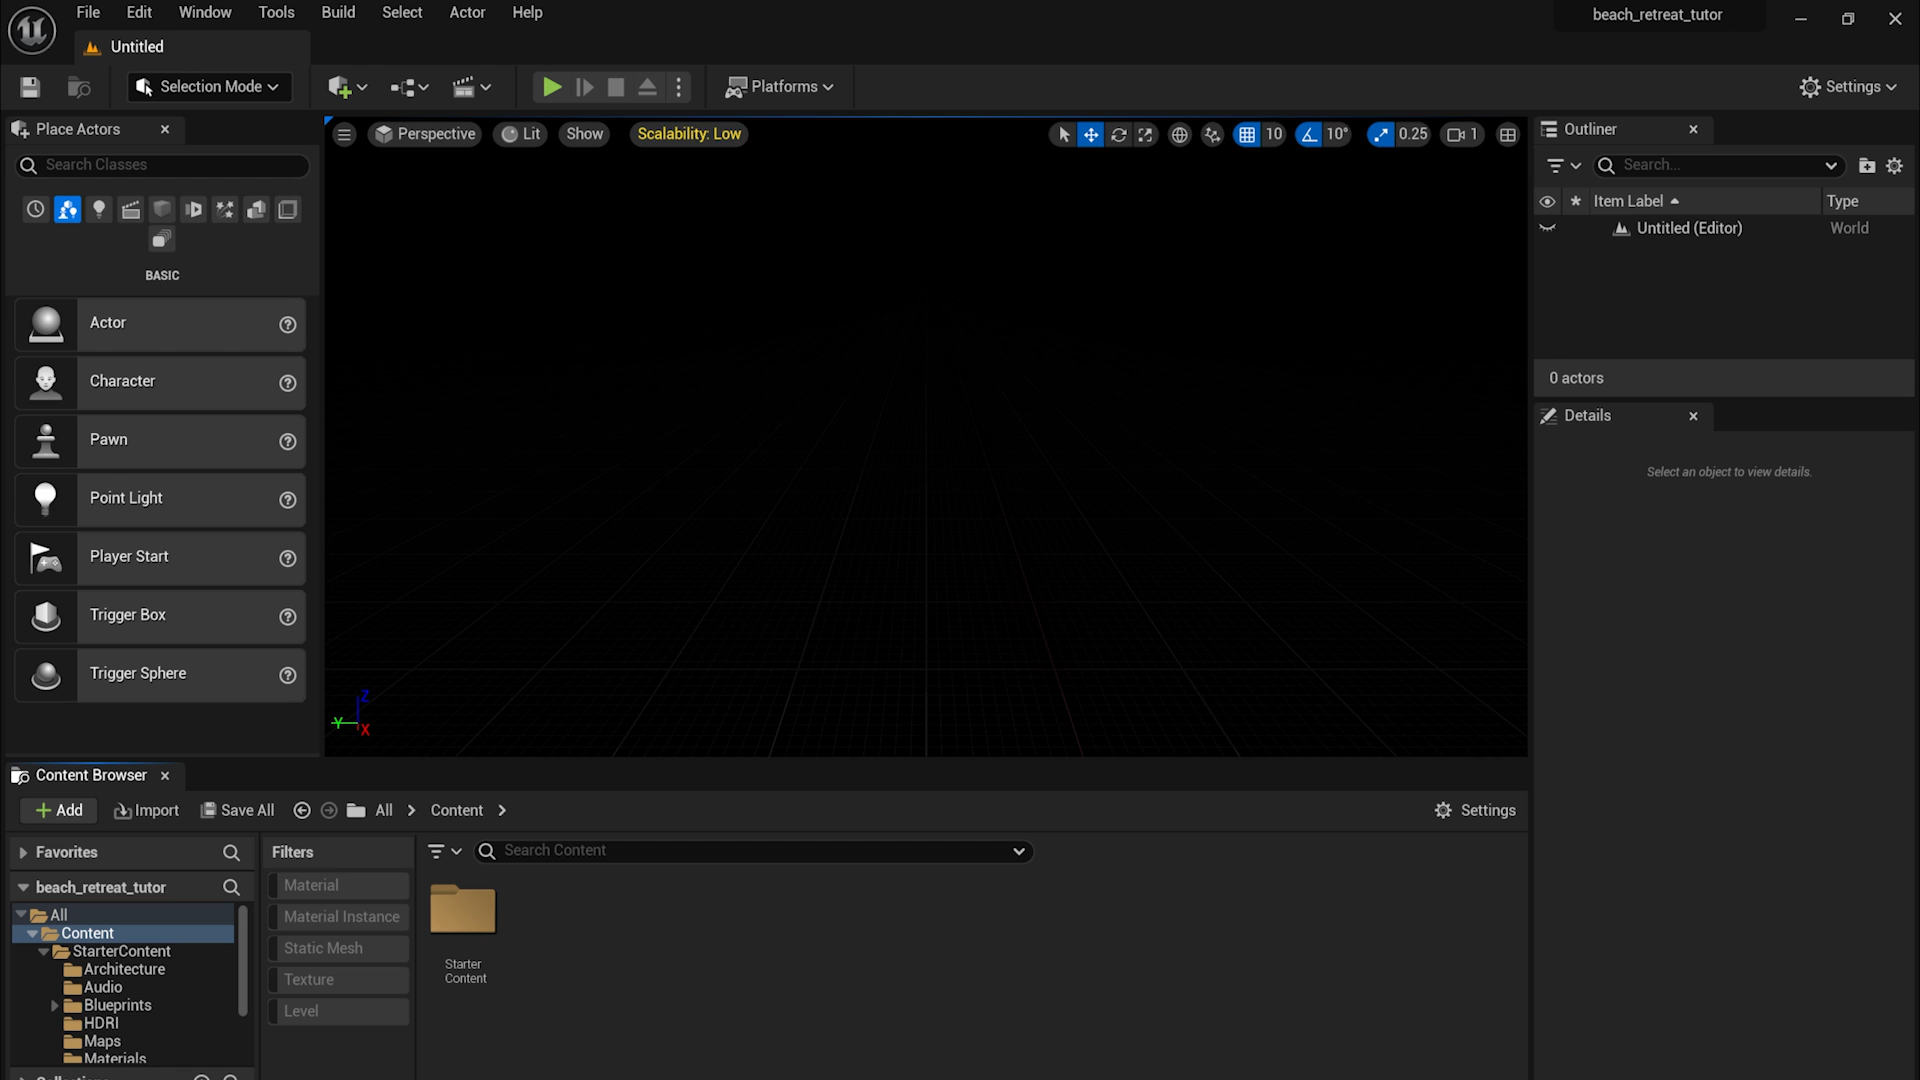 File Edit Window Tools Build Select Actor Help
beach_retreat_tutor
Untitled
Selection Mode
Platforms
Settings
Place Actors
Search Classes
BASIC
Actor
Character
Pawn
Point Light
Player Start
Trigger Box
Trigger Sphere
Perspective Lit Show Scalability: Low
10 10° 0.25 1
Z
Y
X
Outliner
Search...
Item Label Type
Untitled (Editor) World
0 actors
Details
Select an object to view details.
Content Browser
Add Import Save All All Content
Settings
Favorites
beach_retreat_tutor
All
Content
StarterContent
Architecture
Audio
Blueprints
HDRI
Maps
Materials
Filters
Material
Material Instance
Static Mesh
Texture
Level
Search Content
Starter
Content